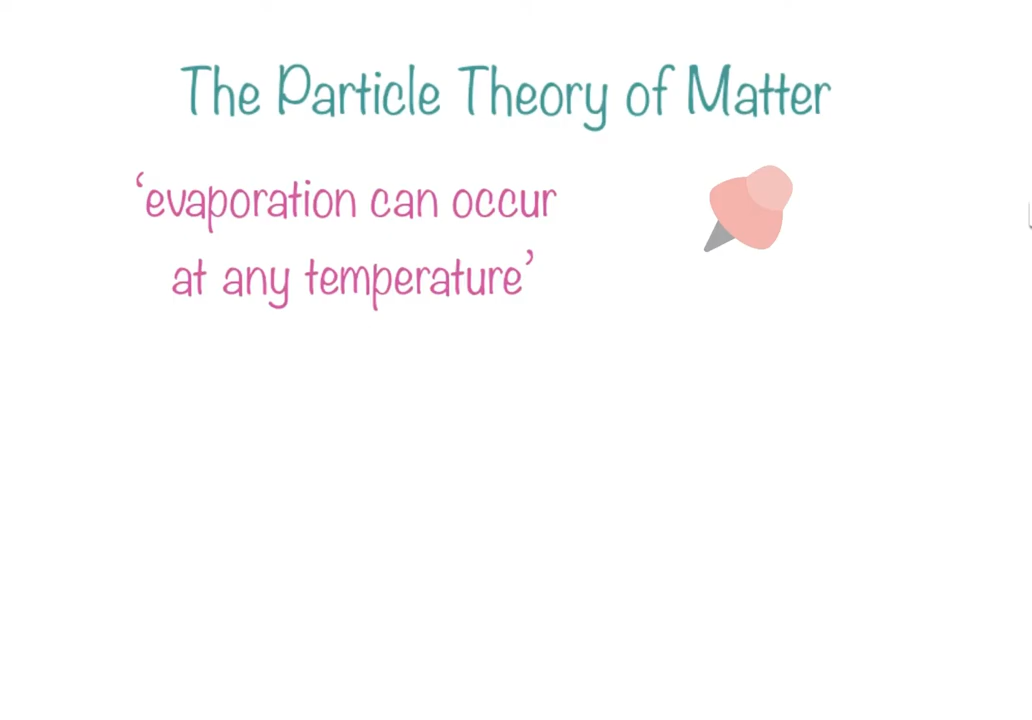 The Particle Theory of Matter
‘evaporation can occur
at any temperature’